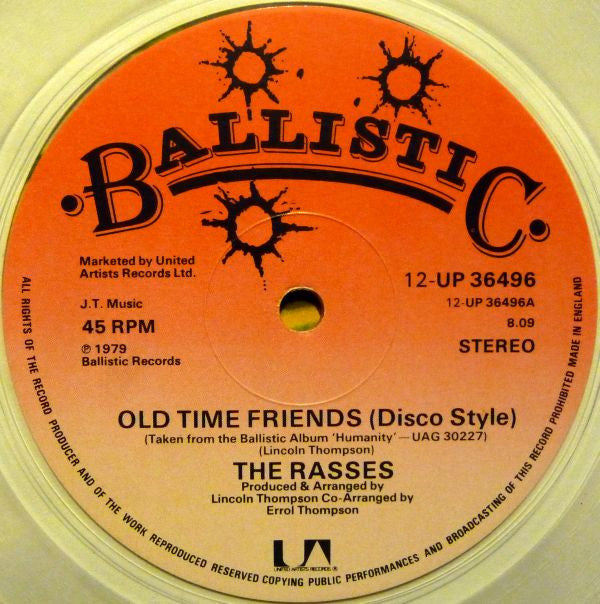 BALLISTIC
Marketed by United
Artists Records Ltd.
J.T. Music
45 RPM
℗ 1979
Ballistic Records
12-UP 36496
12-UP 36496A
8.09
STEREO
OLD TIME FRIENDS (Disco Style)
(Taken from the Ballistic Album 'Humanity'—UAG 30227)
(Lincoln Thompson)
THE RASSES
Produced & Arranged by
Lincoln Thompson Co-Arranged by
Errol Thompson
UA
UNITED ARTISTS RECORDS ®
ALL RIGHTS OF THE RECORD PRODUCER AND OF THE WORK REPRODUCED RESERVED COPYING PUBLIC PERFORMANCES AND BROADCASTING OF THIS RECORD PROHIBITED MADE IN ENGLAND